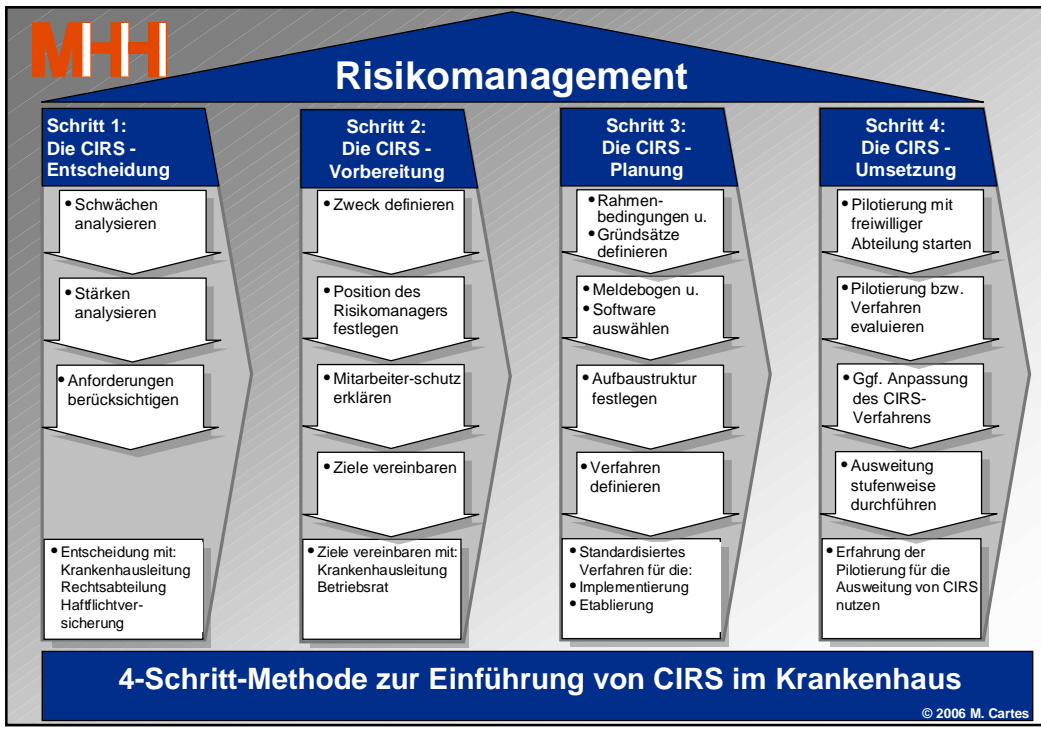 MHH
Risikomanagement
Schritt 1:
Die CIRS -
Entscheidung
• Schwächen
analysieren
• Stärken
analysieren
• Anforderungen
berücksichtigen
• Entscheidung mit:
Krankenhausleitung
Rechtsabteilung
Haftflichtver-
sicherung
Schritt 2:
Die CIRS -
Vorbereitung
• Zweck definieren
• Position des
Risikomanagers
festlegen
• Mitarbeiter-schutz
erklären
• Ziele vereinbaren
• Ziele vereinbaren mit:
Krankenhausleitung
Betriebsrat
Schritt 3:
Die CIRS -
Planung
• Rahmen-
bedingungen u.
• Gründsätze
definieren
• Meldebogen u.
• Software
auswählen
• Aufbaustruktur
festlegen
• Verfahren
definieren
• Standardisiertes
Verfahren für die:
• Implementierung
• Etablierung
Schritt 4:
Die CIRS -
Umsetzung
• Pilotierung mit
freiwilliger
Abteilung starten
• Pilotierung bzw.
Verfahren
evaluieren
• Ggf. Anpassung
des CIRS-
Verfahrens
• Ausweitung
stufenweise
durchführen
• Erfahrung der
Pilotierung für die
Ausweitung von CIRS
nutzen
4-Schritt-Methode zur Einführung von CIRS im Krankenhaus
© 2006 M. Cartes